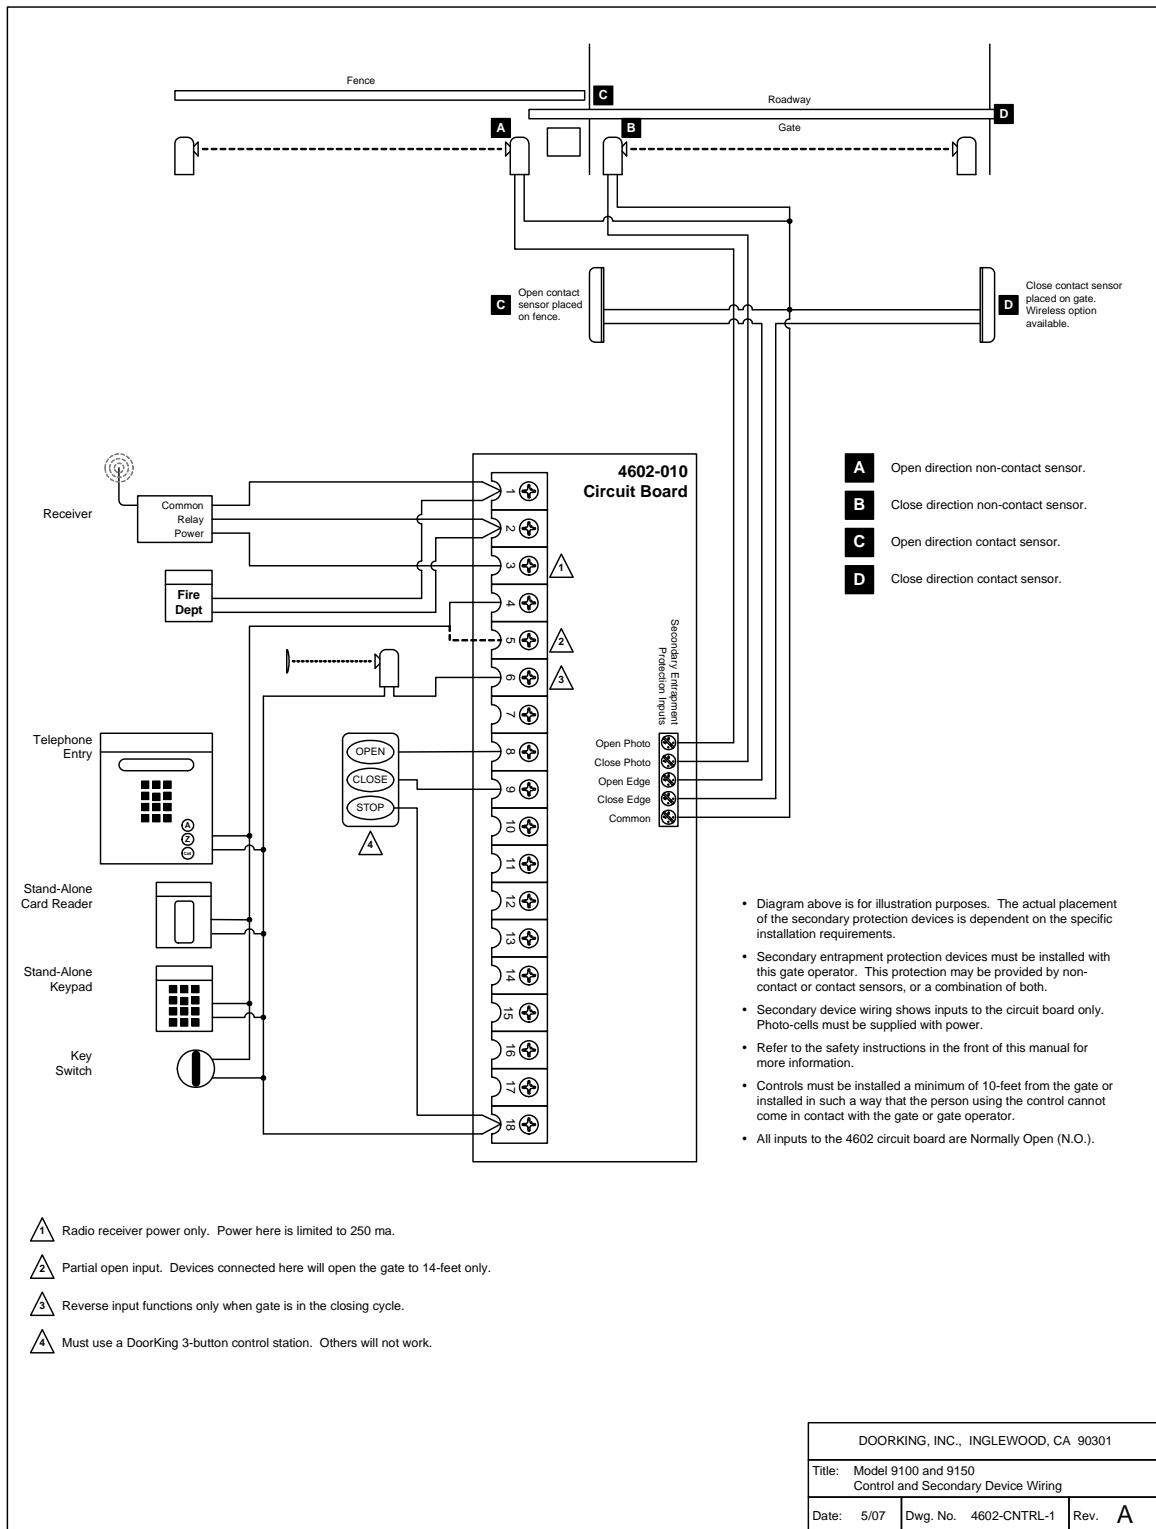 Fence
C
Roadway
A
B
D
Gate
C
Open contact
sensor placed
on fence.
D
Close contact sensor
placed on gate.
Wireless option
available.
4602-010
Circuit Board
A Open direction non-contact sensor.
B Close direction non-contact sensor.
C Open direction contact sensor.
D Close direction contact sensor.
Receiver
Common
Relay
Power
Fire
Dept
1
2
3
4
5
6
7
8
9
10
11
12
13
14
15
16
17
18
1
2
3
Secondary Entrapment
Protection Inputs
Open Photo
Close Photo
Open Edge
Close Edge
Common
OPEN
CLOSE
STOP
4
Telephone
Entry
A
Z
Call
Stand-Alone
Card Reader
Stand-Alone
Keypad
Key
Switch
• Diagram above is for illustration purposes. The actual placement
of the secondary protection devices is dependent on the specific
installation requirements.
• Secondary entrapment protection devices must be installed with
this gate operator. This protection may be provided by non-
contact or contact sensors, or a combination of both.
• Secondary device wiring shows inputs to the circuit board only.
Photo-cells must be supplied with power.
• Refer to the safety instructions in the front of this manual for
more information.
• Controls must be installed a minimum of 10-feet from the gate or
installed in such a way that the person using the control cannot
come in contact with the gate or gate operator.
• All inputs to the 4602 circuit board are Normally Open (N.O.).
1 Radio receiver power only. Power here is limited to 250 ma.
2 Partial open input. Devices connected here will open the gate to 14-feet only.
3 Reverse input functions only when gate is in the closing cycle.
4 Must use a DoorKing 3-button control station. Others will not work.
DOORKING, INC., INGLEWOOD, CA 90301
Title: Model 9100 and 9150
Control and Secondary Device Wiring
Date: 5/07 Dwg. No. 4602-CNTRL-1 Rev. A